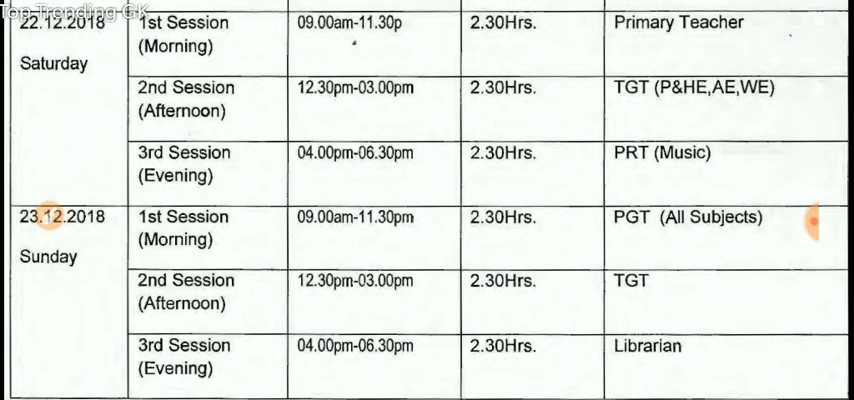 Top Trending GK
22.12.2018 1st Session 09.00am-11.30p 2.30Hrs. Primary Teacher
(Morning)
Saturday
2nd Session 12.30pm-03.00pm 2.30Hrs. TGT (P&HE,AE,WE)
(Afternoon)
3rd Session 04.00pm-06.30pm 2.30Hrs. PRT (Music)
(Evening)
23.12.2018 1st Session 09.00am-11.30pm 2.30Hrs. PGT (All Subjects)
(Morning)
Sunday
2nd Session 12.30pm-03.00pm 2.30Hrs. TGT
(Afternoon)
3rd Session 04.00pm-06.30pm 2.30Hrs. Librarian
(Evening)